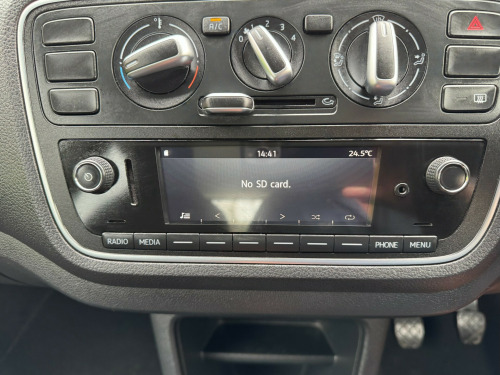 A/C
0 1 2 3 4
14:41 24.5°C
No SD card.
RADIO MEDIA PHONE MENU